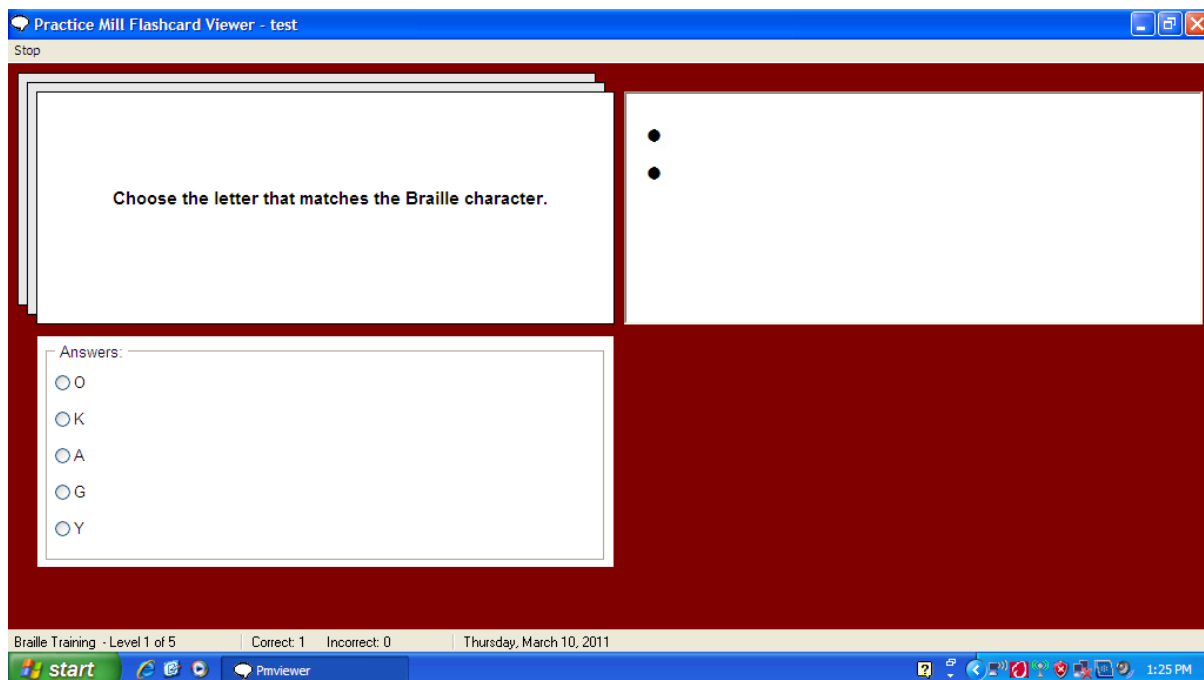 Practice Mill Flashcard Viewer - test
Stop
Choose the letter that matches the Braille character.
Answers:
O
K
A
G
Y
Braille Training - Level 1 of 5 Correct: 1 Incorrect: 0 Thursday, March 10, 2011
start Pmviewer 1:25 PM